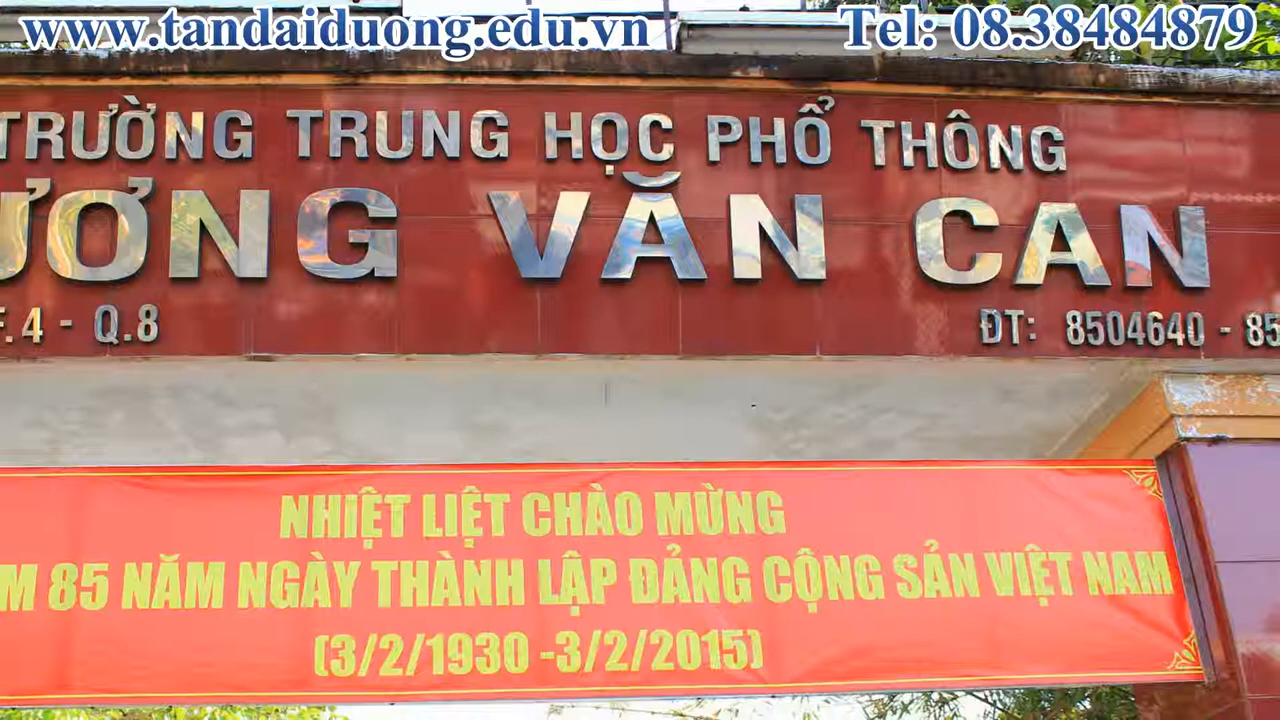 www.tandaiduong.edu.vn Tel: 08.38484879
TRƯỜNG TRUNG HỌC PHỔ THÔNG
ƯƠNG VĂN CAN
F.4 - Q.8 ĐT: 8504640 - 85
NHIỆT LIỆT CHÀO MỪNG
M 85 NĂM NGÀY THÀNH LẬP ĐẢNG CỘNG SẢN VIỆT NAM
(3/2/1930 -3/2/2015)